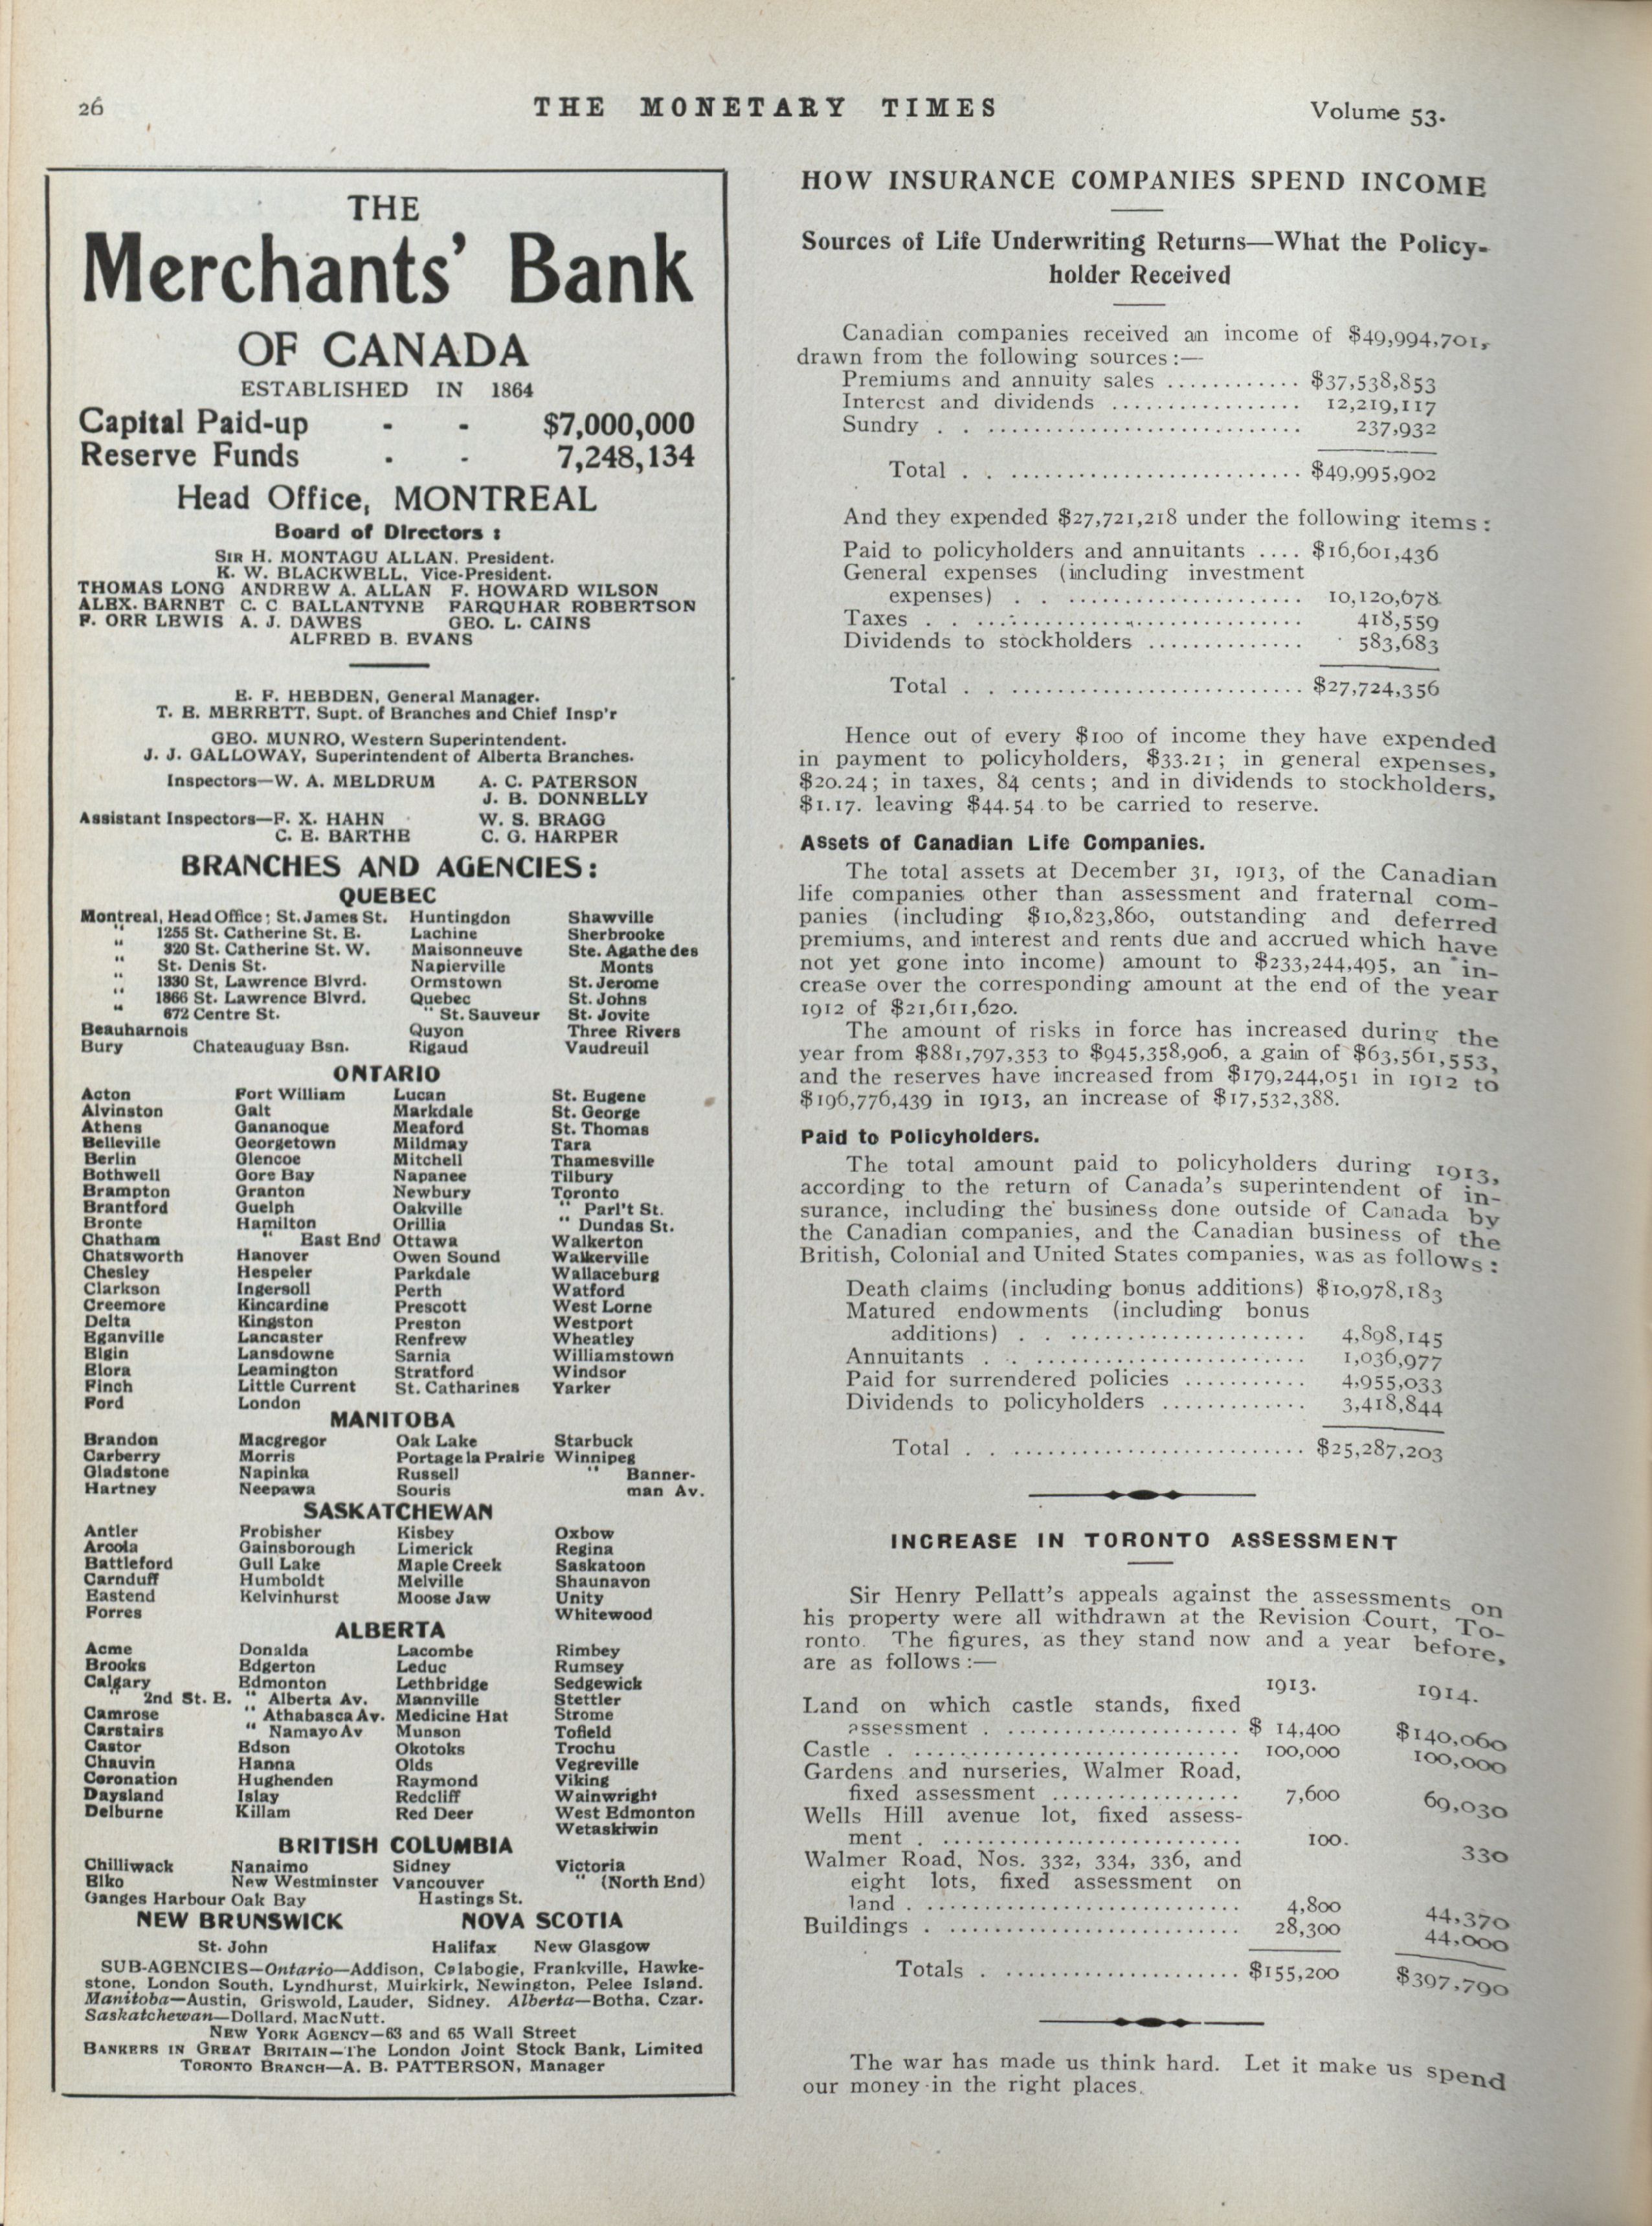 26
THE MONETARY TIMES
Volume 53.
THE
Merchants' Bank
OF CANADA
ESTABLISHED IN 1864
Capital Paid-up - - $7,000,000
Reserve Funds - - 7,248,134
Head Office, MONTREAL
Board of Directors :
SIR H. MONTAGU ALLAN, President.
K. W. BLACKWELL, Vice-President.
THOMAS LONG ANDREW A. ALLAN F. HOWARD WILSON
ALEX. BARNET C. C. BALLANTYNE FARQUHAR ROBERTSON
F. ORR LEWIS A. J. DAWES GEO. L. CAINS
ALFRED B. EVANS
E. F. HEBDEN, General Manager.
T. E. MERRETT, Supt. of Branches and Chief Insp'r
GEO. MUNRO, Western Superintendent.
J. J. GALLOWAY, Superintendent of Alberta Branches.
Inspectors—W. A. MELDRUM A. C. PATERSON
J. B. DONNELLY
Assistant Inspectors—F. X. HAHN W. S. BRAGG
C. E. BARTHE C. G. HARPER
BRANCHES AND AGENCIES:
QUEBEC
Montreal, Head Office: St. James St. Huntingdon Shawville
" 1255 St. Catherine St. E. Lachine Sherbrooke
" 320 St. Catherine St. W. Maisonneuve Ste. Agathe des
" St. Denis St. Napierville Monts
" 1330 St. Lawrence Blvrd. Ormstown St. Jerome
" 1866 St. Lawrence Blvrd. Quebec St. Johns
" 672 Centre St. " St. Sauveur St. Jovite
Beauharnois Quyon Three Rivers
Bury Chateauguay Bsn. Rigaud Vaudreuil
ONTARIO
Acton Fort William Lucan St. Eugene
Alvinston Galt Markdale St. George
Athens Gananoque Meaford St. Thomas
Belleville Georgetown Mildmay Tara
Berlin Glencoe Mitchell Thamesville
Bothwell Gore Bay Napanee Tilbury
Brampton Granton Newbury Toronto
Brantford Guelph Oakville " Parl't St.
Bronte Hamilton Orillia " Dundas St.
Chatham " East End Ottawa Walkerton
Chatsworth Hanover Owen Sound Walkerville
Chesley Hespeler Parkdale Wallaceburg
Clarkson Ingersoll Perth Watford
Creemore Kincardine Prescott West Lorne
Delta Kingston Preston Westport
Eganville Lancaster Renfrew Wheatley
Elgin Lansdowne Sarnia Williamstown
Elora Leamington Stratford Windsor
Finch Little Current St. Catharines Yarker
Ford London
MANITOBA
Brandon Macgregor Oak Lake Starbuck
Carberry Morris Portage la Prairie Winnipeg
Gladstone Napinka Russell " Banner-
Hartney Neepawa Souris man Av.
SASKATCHEWAN
Antler Frobisher Kisbey Oxbow
Arcola Gainsborough Limerick Regina
Battleford Gull Lake Maple Creek Saskatoon
Carnduff Humboldt Melville Shaunavon
Eastend Kelvinhurst Moose Jaw Unity
Forres Whitewood
ALBERTA
Acme Donalda Lacombe Rimbey
Brooks Edgerton Leduc Rumsey
Calgary Edmonton Lethbridge Sedgewick
" 2nd St. E. " Alberta Av. Mannville Stettler
Camrose " Athabasca Av. Medicine Hat Strome
Carstairs " Namayo Av Munson Tofield
Castor Edson Okotoks Trochu
Chauvin Hanna Olds Vegreville
Coronation Hughenden Raymond Viking
Daysland Islay Redcliff Wainwright
Delburne Killam Red Deer West Edmonton
Wetaskiwin
BRITISH COLUMBIA
Chilliwack Nanaimo Sidney Victoria
Elko New Westminster Vancouver " (North End)
Ganges Harbour Oak Bay Hastings St.
NEW BRUNSWICK NOVA SCOTIA
St. John Halifax New Glasgow
SUB-AGENCIES—Ontario—Addison, Calabogie, Frankville, Hawke-
stone, London South, Lyndhurst, Muirkirk, Newington, Pelee Island.
Manitoba—Austin, Griswold, Lauder, Sidney. Alberta—Botha, Czar.
Saskatchewan—Dollard, MacNutt.
NEW YORK AGENCY—63 and 65 Wall Street
BANKERS IN GREAT BRITAIN—The London Joint Stock Bank, Limited
TORONTO BRANCH—A. B. PATTERSON, Manager
HOW INSURANCE COMPANIES SPEND INCOME
Sources of Life Underwriting Returns—What the Policy-
holder Received
Canadian companies received an income of $49,994,701,
drawn from the following sources:—
Premiums and annuity sales ............ $37,538,853
Interest and dividends ................. 12,219,117
Sundry . . ............................ 237,932
Total . . .......................... $49,995,902
And they expended $27,721,218 under the following items:
Paid to policyholders and annuitants .... $16,601,436
General expenses (including investment
expenses) . . ..................... 10,120,678
Taxes . . ............................. 418,559
Dividends to stockholders .............. 583,683
Total . . .......................... $27,724,356
Hence out of every $100 of income they have expended
in payment to policyholders, $33.21; in general expenses,
$20.24; in taxes, 84 cents; and in dividends to stockholders,
$1.17. leaving $44.54 to be carried to reserve.
Assets of Canadian Life Companies.
The total assets at December 31, 1913, of the Canadian
life companies other than assessment and fraternal com-
panies (including $10,823,860, outstanding and deferred
premiums, and interest and rents due and accrued which have
not yet gone into income) amount to $233,244,495, an in-
crease over the corresponding amount at the end of the year
1912 of $21,611,620.
The amount of risks in force has increased during the
year from $881,797,353 to $945,358,906, a gain of $63,561,553,
and the reserves have increased from $179,244,051 in 1912 to
$196,776,439 in 1913, an increase of $17,532,388.
Paid to Policyholders.
The total amount paid to policyholders during 1913,
according to the return of Canada's superintendent of in-
surance, including the business done outside of Canada by
the Canadian companies, and the Canadian business of the
British, Colonial and United States companies, was as follows:
Death claims (including bonus additions) $10,978,183
Matured endowments (including bonus
additions) . . ..................... 4,898,145
Annuitants . . ........................ 1,036,977
Paid for surrendered policies ........... 4,955,033
Dividends to policyholders ............. 3,418,844
Total . . .......................... $25,287,203
INCREASE IN TORONTO ASSESSMENT
Sir Henry Pellatt's appeals against the assessments on
his property were all withdrawn at the Revision Court, To-
ronto. The figures, as they stand now and a year before,
are as follows:—
1913. 1914.
Land on which castle stands, fixed
assessment . ..................... $ 14,400 $140,060
Castle . .............................. 100,000 100,000
Gardens and nurseries, Walmer Road,
fixed assessment ................. 7,600 69,030
Wells Hill avenue lot, fixed assess-
ment . ........................... 100. 330
Walmer Road, Nos. 332, 334, 336, and
eight lots, fixed assessment on
land . ............................ 4,800 44,370
Buildings . ............................ 28,300 44,000
Totals . ....................... $155,200 $397,790
The war has made us think hard. Let it make us spend
our money in the right places.